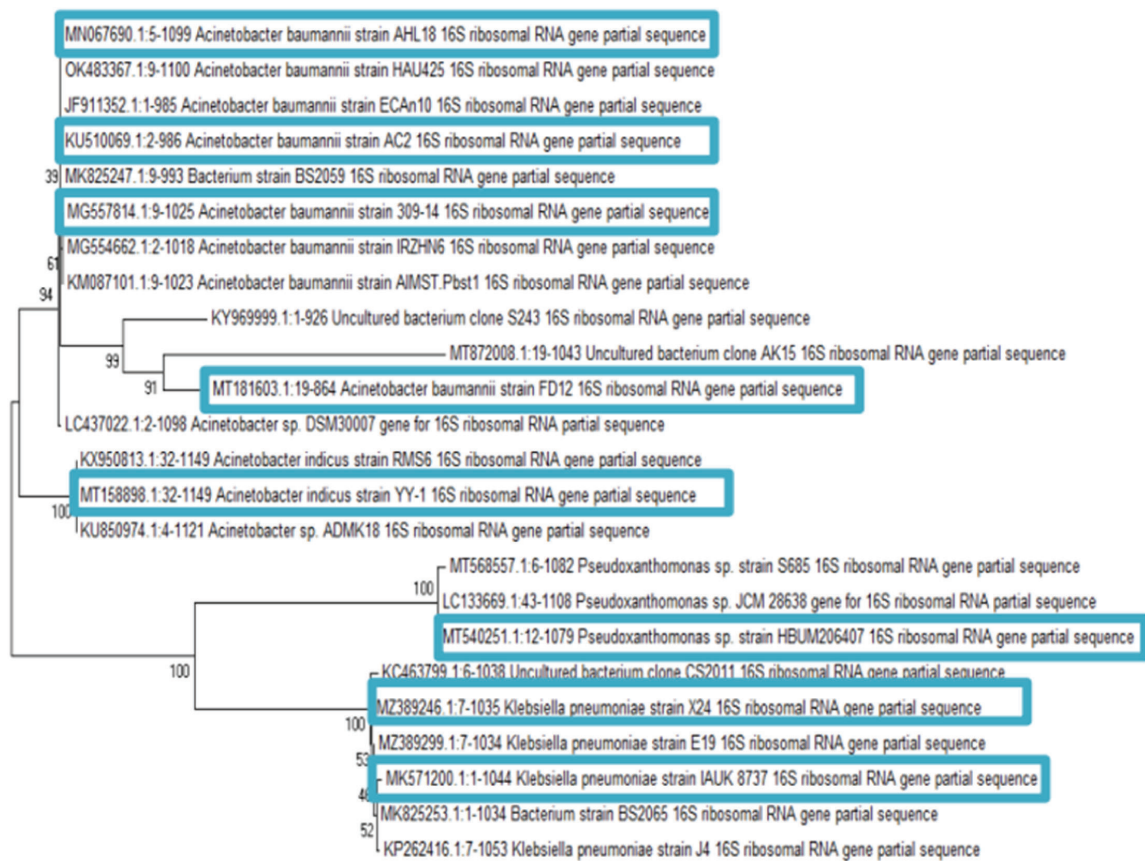 MN067690.1:5-1099 Acinetobacter baumannii strain AHL18 16S ribosomal RNA gene partial sequence
OK483367.1:9-1100 Acinetobacter baumannii strain HAU425 16S ribosomal RNA gene partial sequence
JF911352.1:1-985 Acinetobacter baumannii strain ECAn10 16S ribosomal RNA gene partial sequence
KU510069.1:2-986 Acinetobacter baumannii strain AC2 16S ribosomal RNA gene partial sequence
39 MK825247.1:9-993 Bacterium strain BS2059 16S ribosomal RNA gene partial sequence
MG557814.1:9-1025 Acinetobacter baumannii strain 309-14 16S ribosomal RNA gene partial sequence
MG554662.1:2-1018 Acinetobacter baumannii strain IRZHN6 16S ribosomal RNA gene partial sequence
61
KM087101.1:9-1023 Acinetobacter baumannii strain AIMST.Pbst1 16S ribosomal RNA gene partial sequence
94
KY969999.1:1-926 Uncultured bacterium clone S243 16S ribosomal RNA gene partial sequence
99
MT872008.1:19-1043 Uncultured bacterium clone AK15 16S ribosomal RNA gene partial sequence
91
MT181603.1:19-864 Acinetobacter baumannii strain FD12 16S ribosomal RNA gene partial sequence
LC437022.1:2-1098 Acinetobacter sp. DSM30007 gene for 16S ribosomal RNA partial sequence
KX950813.1:32-1149 Acinetobacter indicus strain RMS6 16S ribosomal RNA gene partial sequence
MT158898.1:32-1149 Acinetobacter indicus strain YY-1 16S ribosomal RNA gene partial sequence
100
KU850974.1:4-1121 Acinetobacter sp. ADMK18 16S ribosomal RNA gene partial sequence
MT568557.1:6-1082 Pseudoxanthomonas sp. strain S685 16S ribosomal RNA gene partial sequence
100
LC133669.1:43-1108 Pseudoxanthomonas sp. JCM 28638 gene for 16S ribosomal RNA partial sequence
MT540251.1:12-1079 Pseudoxanthomonas sp. strain HBUM206407 16S ribosomal RNA gene partial sequence
100
KC463799.1:6-1038 Uncultured bacterium clone CS2011 16S ribosomal RNA gene partial sequence
MZ389246.1:7-1035 Klebsiella pneumoniae strain X24 16S ribosomal RNA gene partial sequence
100
MZ389299.1:7-1034 Klebsiella pneumoniae strain E19 16S ribosomal RNA gene partial sequence
53
MK571200.1:1-1044 Klebsiella pneumoniae strain IAUK 8737 16S ribosomal RNA gene partial sequence
46
MK825253.1:1-1034 Bacterium strain BS2065 16S ribosomal RNA gene partial sequence
52
KP262416.1:7-1053 Klebsiella pneumoniae strain J4 16S ribosomal RNA gene partial sequence